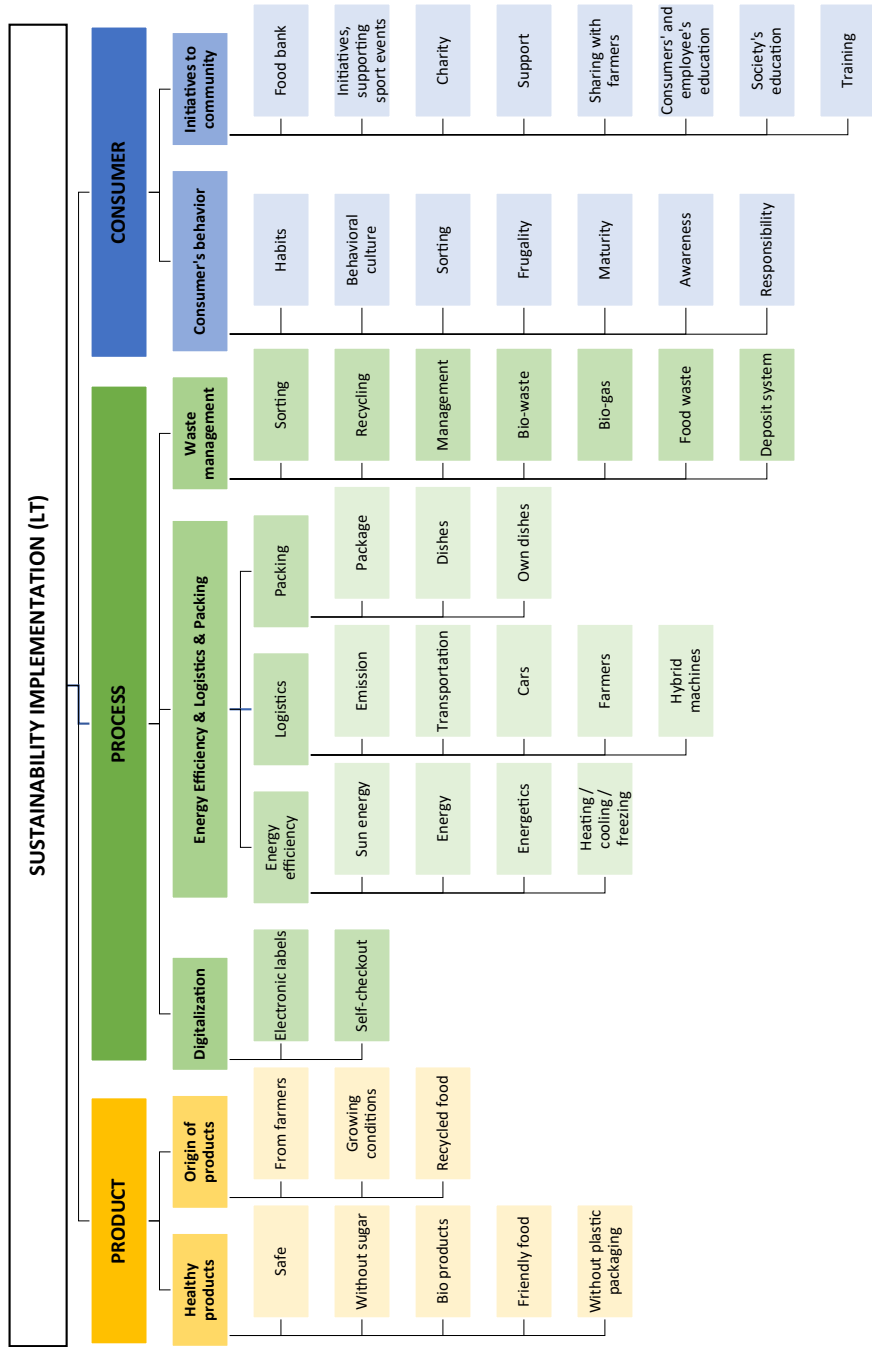 SUSTAINABILITY IMPLEMENTATION (LT)
PRODUCT
Healthy
products
Safe
Without sugar
Bio products
Friendly food
Without plastic
packaging
Origin of
products
From farmers
Growing
conditions
Recycled food
PROCESS
Digitalization
Electronic labels
Self-checkout
Energy Efficiency & Logistics & Packing
Energy
efficiency
Sun energy
Energy
Energetics
Heating /
cooling /
freezing
Logistics
Emission
Transportation
Cars
Farmers
Hybrid
machines
Packing
Package
Dishes
Own dishes
Waste
management
Sorting
Recycling
Management
Bio-waste
Bio-gas
Food waste
Deposit system
CONSUMER
Consumer's behavior
Habits
Behavioral
culture
Sorting
Frugality
Maturity
Awareness
Responsibility
Initiatives to
community
Food bank
Initiatives,
supporting
sport events
Charity
Support
Sharing with
farmers
Consumers' and
employee's
education
Society's
education
Training